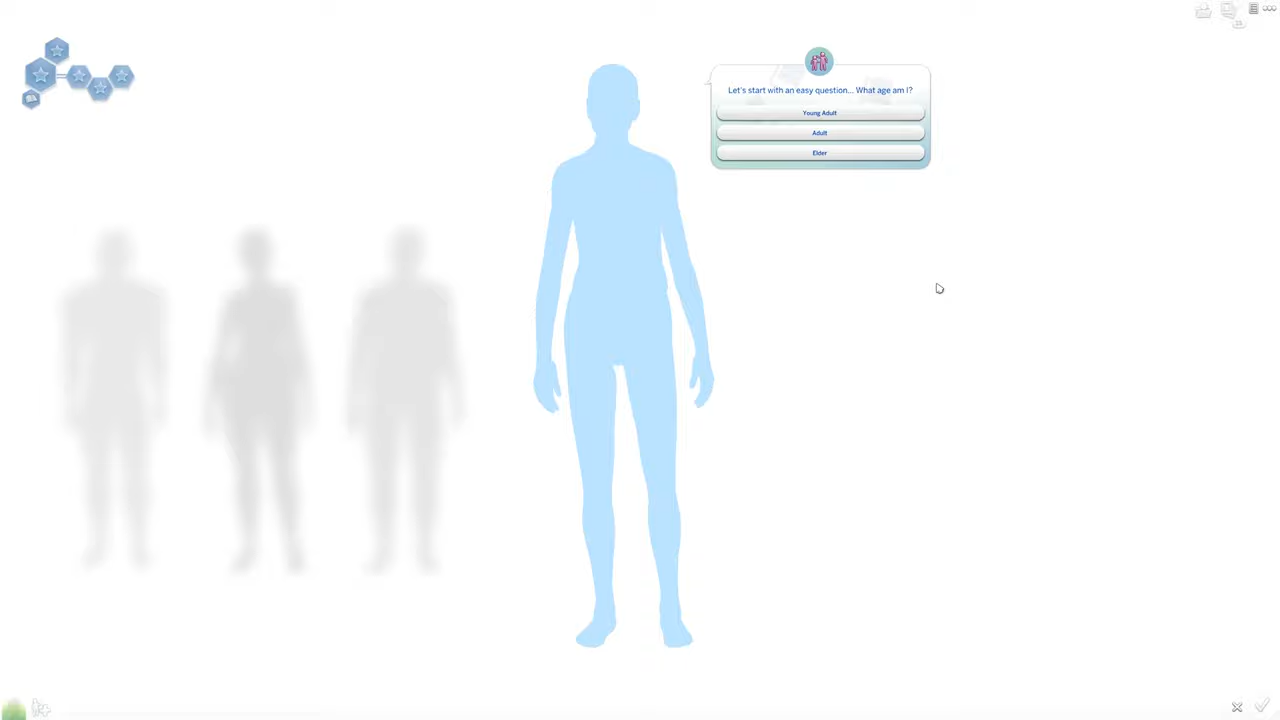 Let's start with an easy question... What age am I?
Young Adult
Adult
Elder